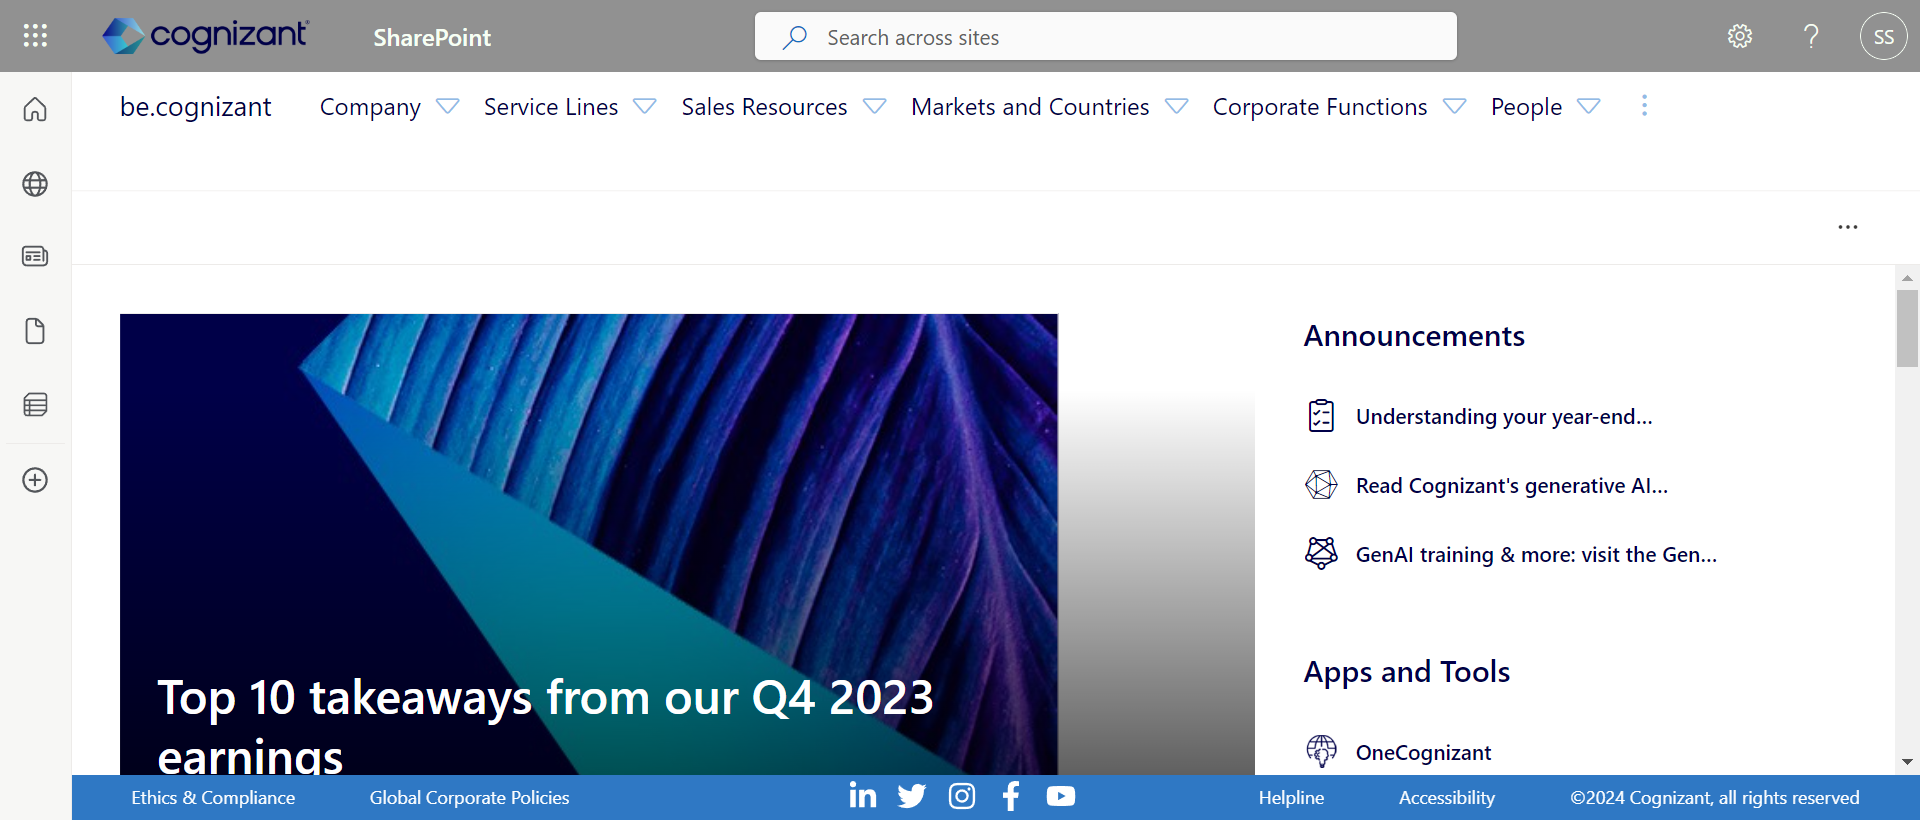 cognizant
SharePoint
Search across sites
SS
be.cognizant
Company
Service Lines
Sales Resources
Markets and Countries
Corporate Functions
People
Top 10 takeaways from our Q4 2023
earnings
Announcements
Understanding your year-end...
Read Cognizant's generative AI...
GenAI training & more: visit the Gen...
Apps and Tools
OneCognizant
Ethics & Compliance
Global Corporate Policies
Helpline
Accessibility
©2024 Cognizant, all rights reserved